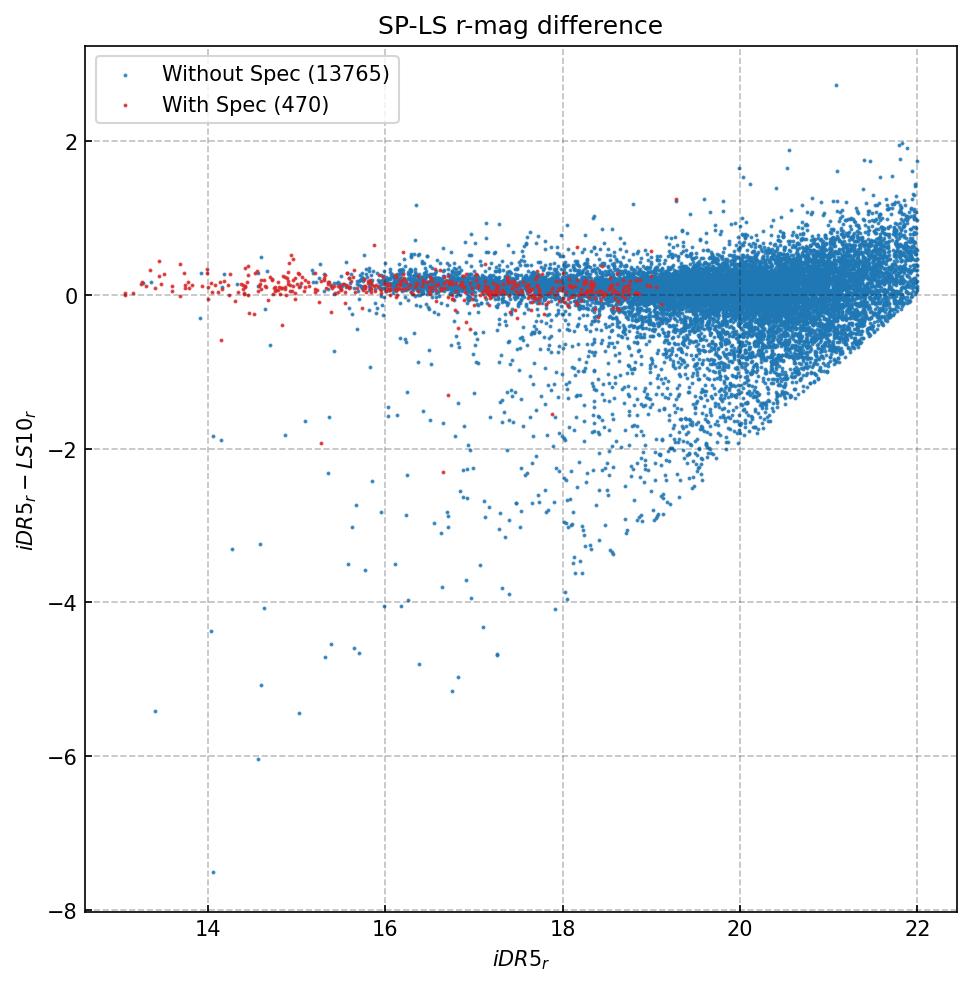 SP-LS r-mag difference
Without Spec (13765)
With Spec (470)
2
0
−2
−4
−6
−8
iDR5r − LS10r
14
16
18
20
22
iDR5r